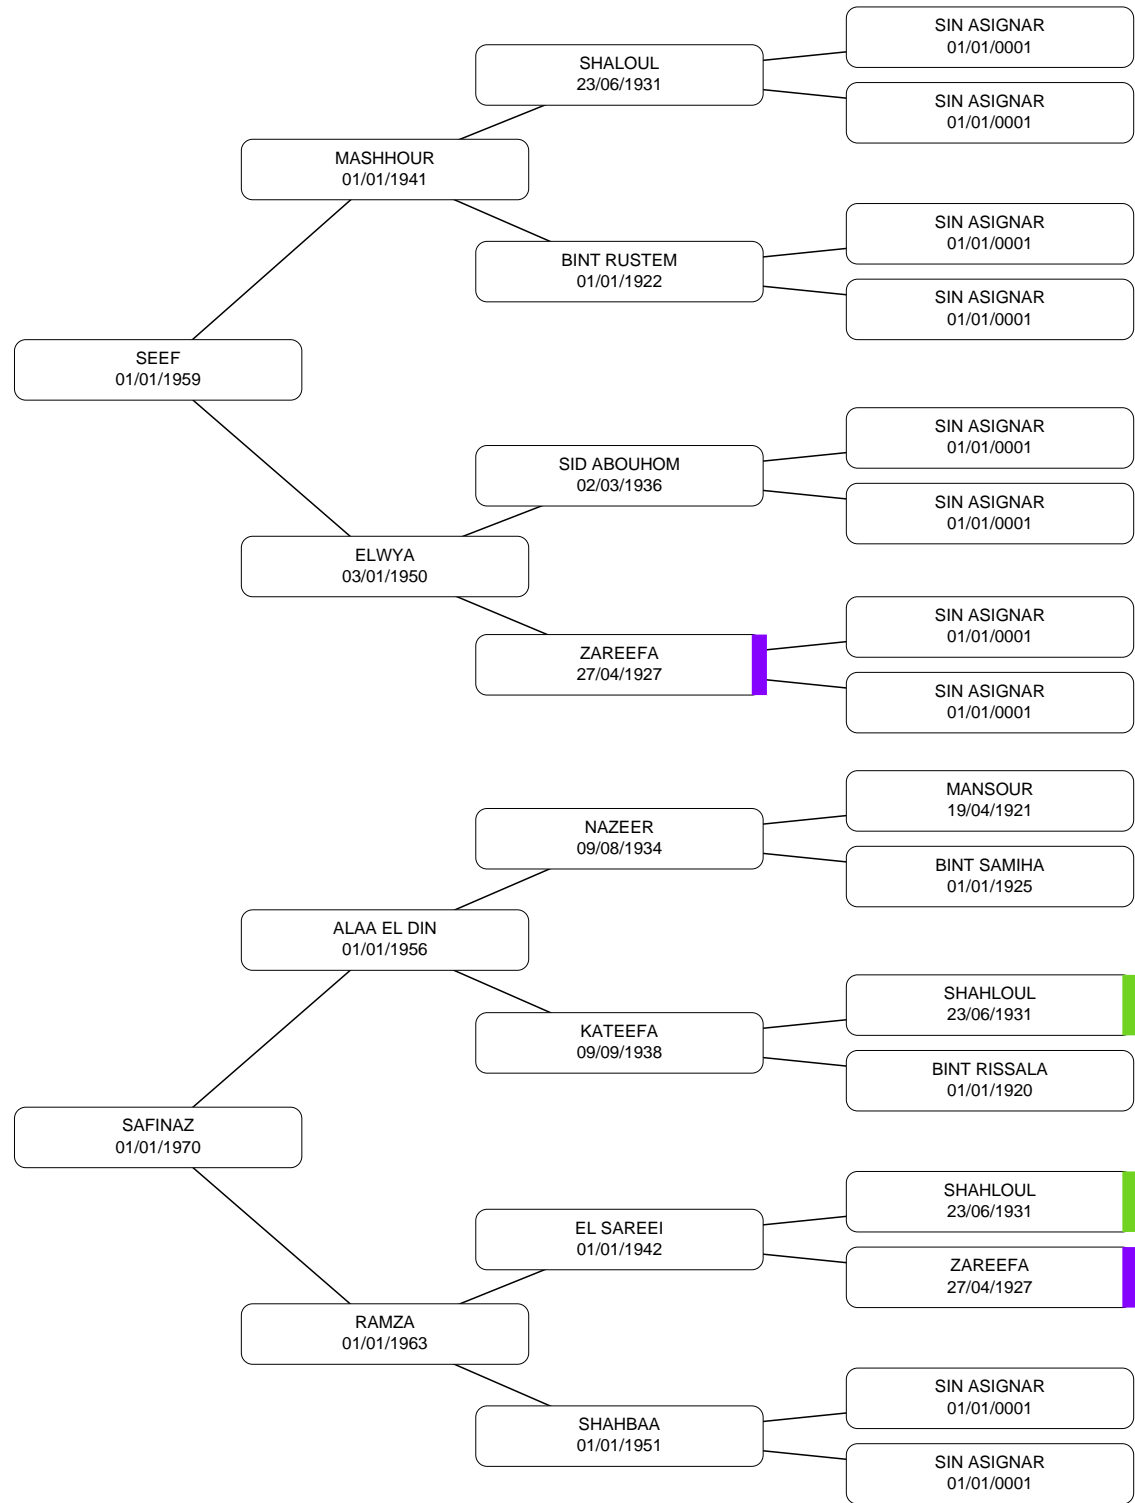 SIN ASIGNAR
01/01/0001
SHALOUL
23/06/1931
SIN ASIGNAR
01/01/0001
MASHHOUR
01/01/1941
SIN ASIGNAR
01/01/0001
BINT RUSTEM
01/01/1922
SIN ASIGNAR
01/01/0001
SEEF
01/01/1959
SIN ASIGNAR
01/01/0001
SID ABOUHOM
02/03/1936
SIN ASIGNAR
01/01/0001
ELWYA
03/01/1950
SIN ASIGNAR
01/01/0001
ZAREEFA
27/04/1927
SIN ASIGNAR
01/01/0001
MANSOUR
19/04/1921
NAZEER
09/08/1934
BINT SAMIHA
01/01/1925
ALAA EL DIN
01/01/1956
SHAHLOUL
23/06/1931
KATEEFA
09/09/1938
BINT RISSALA
01/01/1920
SAFINAZ
01/01/1970
SHAHLOUL
23/06/1931
EL SAREEI
01/01/1942
ZAREEFA
27/04/1927
RAMZA
01/01/1963
SIN ASIGNAR
01/01/0001
SHAHBAA
01/01/1951
SIN ASIGNAR
01/01/0001